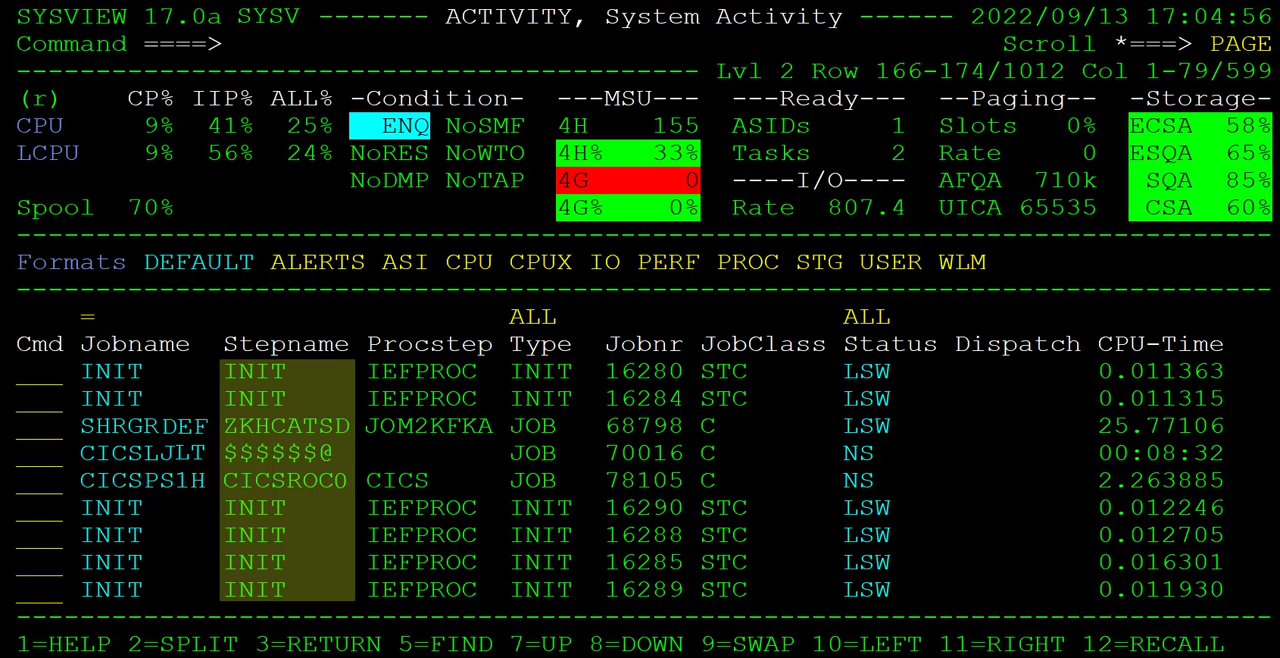 SYSVIEW 17.0a SYSV ------- ACTIVITY, System Activity ------ 2022/09/13 17:04:56
Command ====> Scroll *===> PAGE
------------------------------------------- Lvl 2 Row 166-174/1012 Col 1-79/599
(r) CP% IIP% ALL% -Condition- ---MSU--- ---Ready--- --Paging-- -Storage-
CPU 9% 41% 25% ENQ NoSMF 4H 155 ASIDs 1 Slots 0% ECSA 58%
LCPU 9% 56% 24% NoRES NoWTO 4H% 33% Tasks 2 Rate 0 ESQA 65%
NoDMP NoTAP 4G 0 ----I/O---- AFQA 710k SQA 85%
Spool 70% 4G% 0% Rate 807.4 UICA 65535 CSA 60%
-------------------------------------------------------------------------------
Formats DEFAULT ALERTS ASI CPU CPUX IO PERF PROC STG USER WLM
-------------------------------------------------------------------------------
= ALL ALL
Cmd Jobname Stepname Procstep Type Jobnr JobClass Status Dispatch CPU-Time
___ INIT INIT IEFPROC INIT 16280 STC LSW 0.011363
___ INIT INIT IEFPROC INIT 16284 STC LSW 0.011315
___ SHRGRDEF ZKHCATSD JOM2KFKA JOB 68798 C LSW 25.77106
___ CICSLJLT $$$$$$@ JOB 70016 C NS 00:08:32
___ CICSPS1H CICSROC0 CICS JOB 78105 C NS 2.263885
___ INIT INIT IEFPROC INIT 16290 STC LSW 0.012246
___ INIT INIT IEFPROC INIT 16288 STC LSW 0.012705
___ INIT INIT IEFPROC INIT 16285 STC LSW 0.016301
___ INIT INIT IEFPROC INIT 16289 STC LSW 0.011930
-------------------------------------------------------------------------------
1=HELP 2=SPLIT 3=RETURN 5=FIND 7=UP 8=DOWN 9=SWAP 10=LEFT 11=RIGHT 12=RECALL